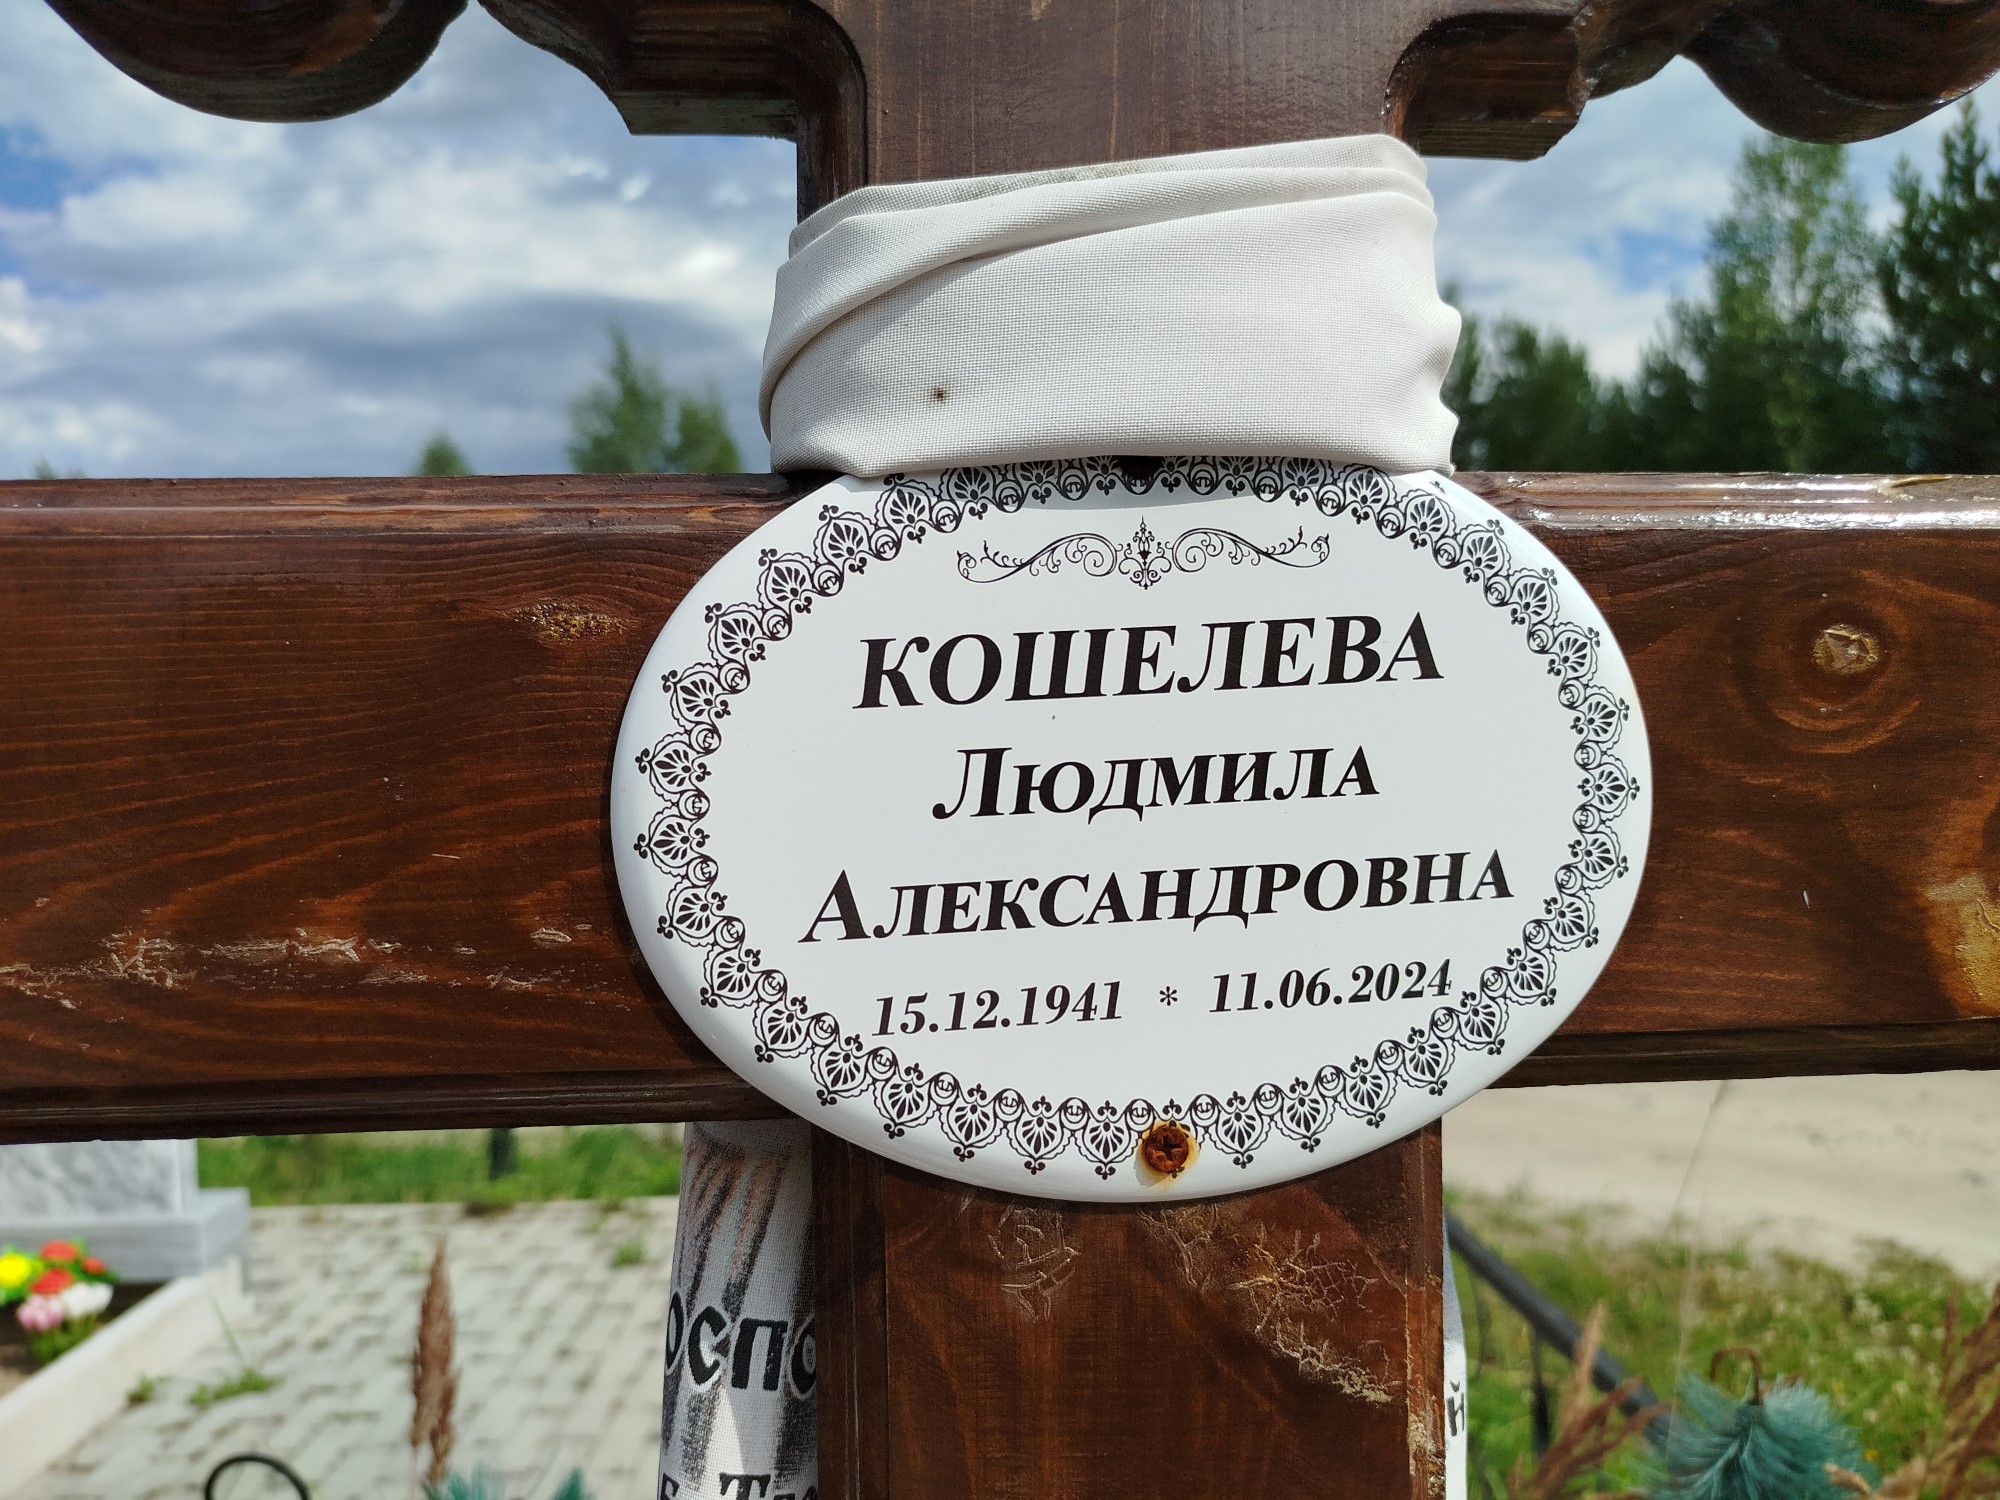 КОШЕЛЕВА
ЛЮДМИЛА
АЛЕКСАНДРОВНА
15.12.1941 * 11.06.2024